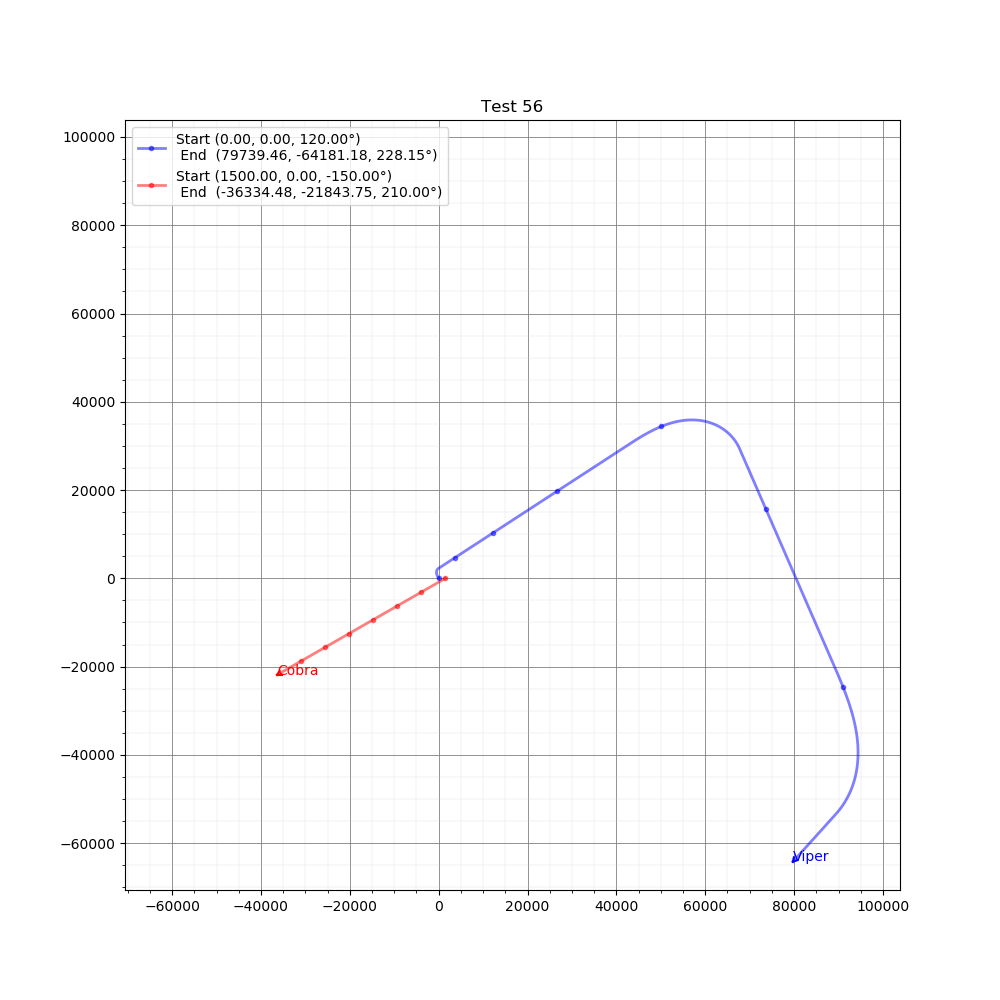 Test 56
Start (0.00, 0.00, 120.00°)
End (79739.46, -64181.18, 228.15°)
Start (1500.00, 0.00, -150.00°)
End (-36334.48, -21843.75, 210.00°)
100000
80000
60000
40000
20000
0
−20000
−40000
−60000
Cobra
Viper
−60000 −40000 −20000 0 20000 40000 60000 80000 100000